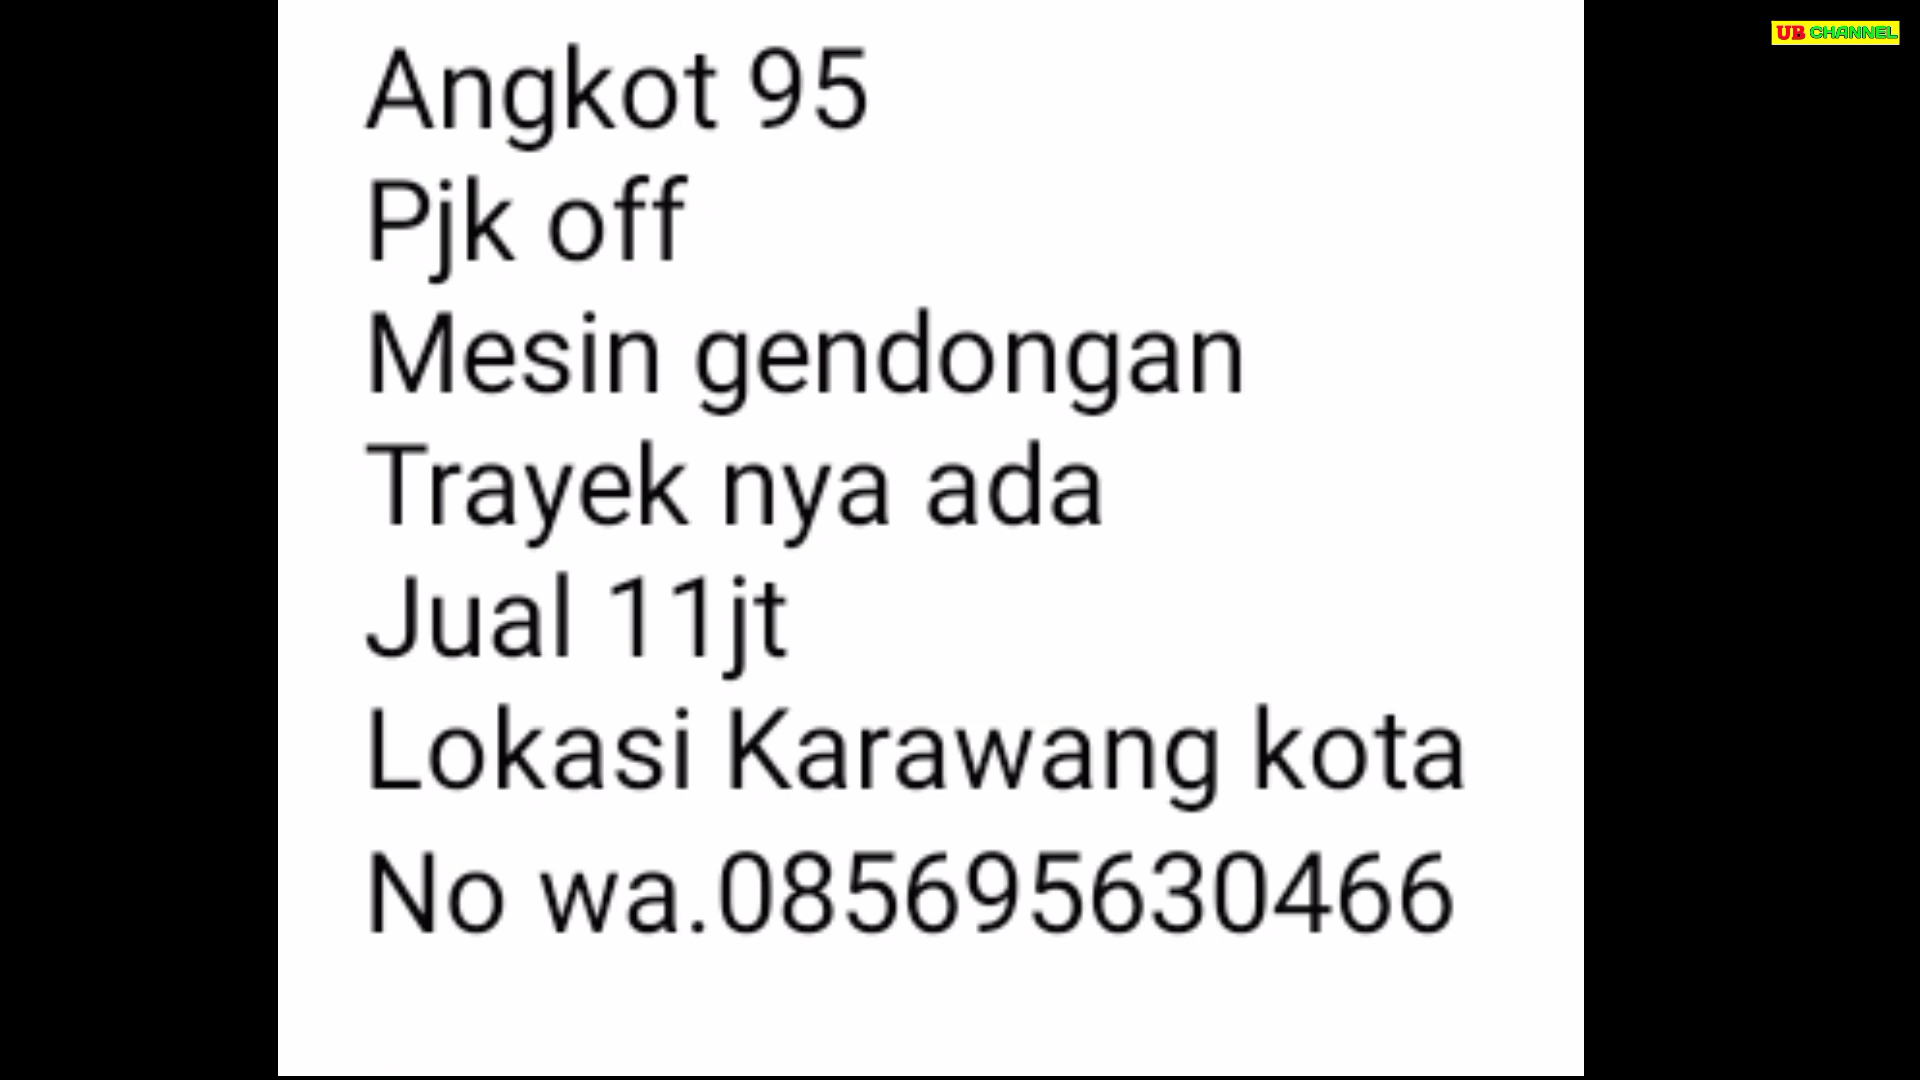 UB CHANNEL
Angkot 95
Pjk off
Mesin gendongan
Trayek nya ada
Jual 11jt
Lokasi Karawang kota
No wa.085695630466